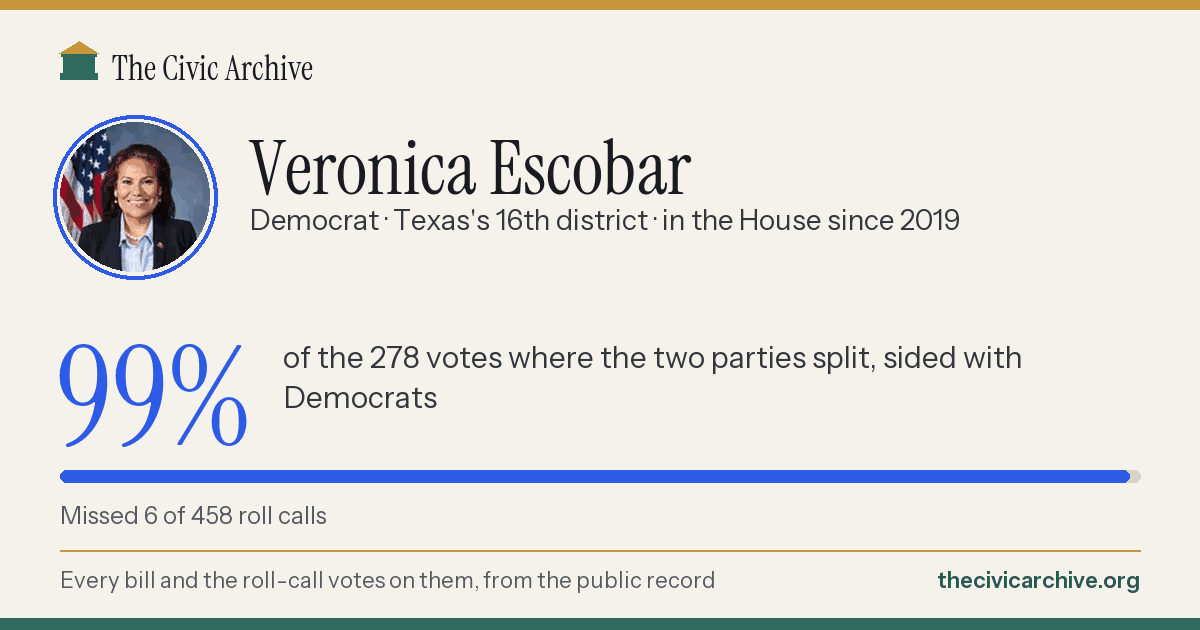 The Civic Archive
Veronica Escobar
Democrat · Texas's 16th district · in the House since 2019
99%
of the 278 votes where the two parties split, sided with
Democrats
Missed 6 of 458 roll calls
Every bill and the roll-call votes on them, from the public record
thecivicarchive.org